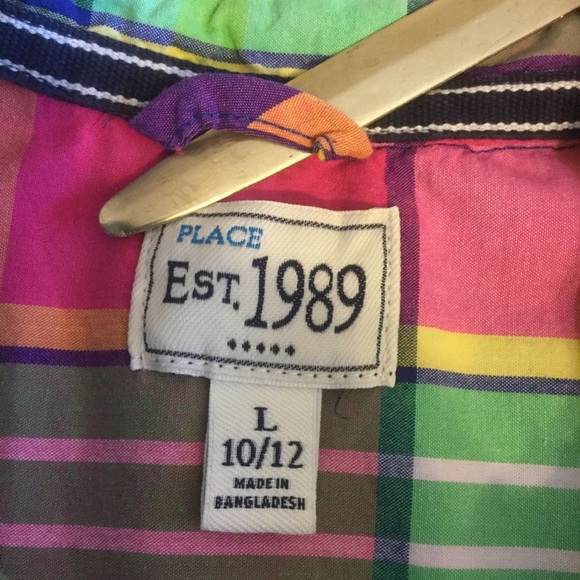 PLACE
EST. 1989
L
10/12
MADE IN
BANGLADESH